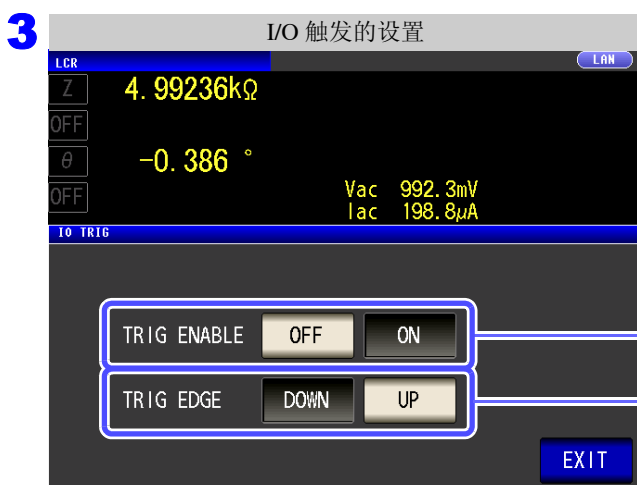 3
I/O 触发的设置
LCR LAN
Z 4.99236kΩ
OFF
θ -0.386 °
OFF Vac 992.3mV
Iac 198.8μA
IO TRIG
TRIG ENABLE OFF ON
TRIG EDGE DOWN UP
EXIT